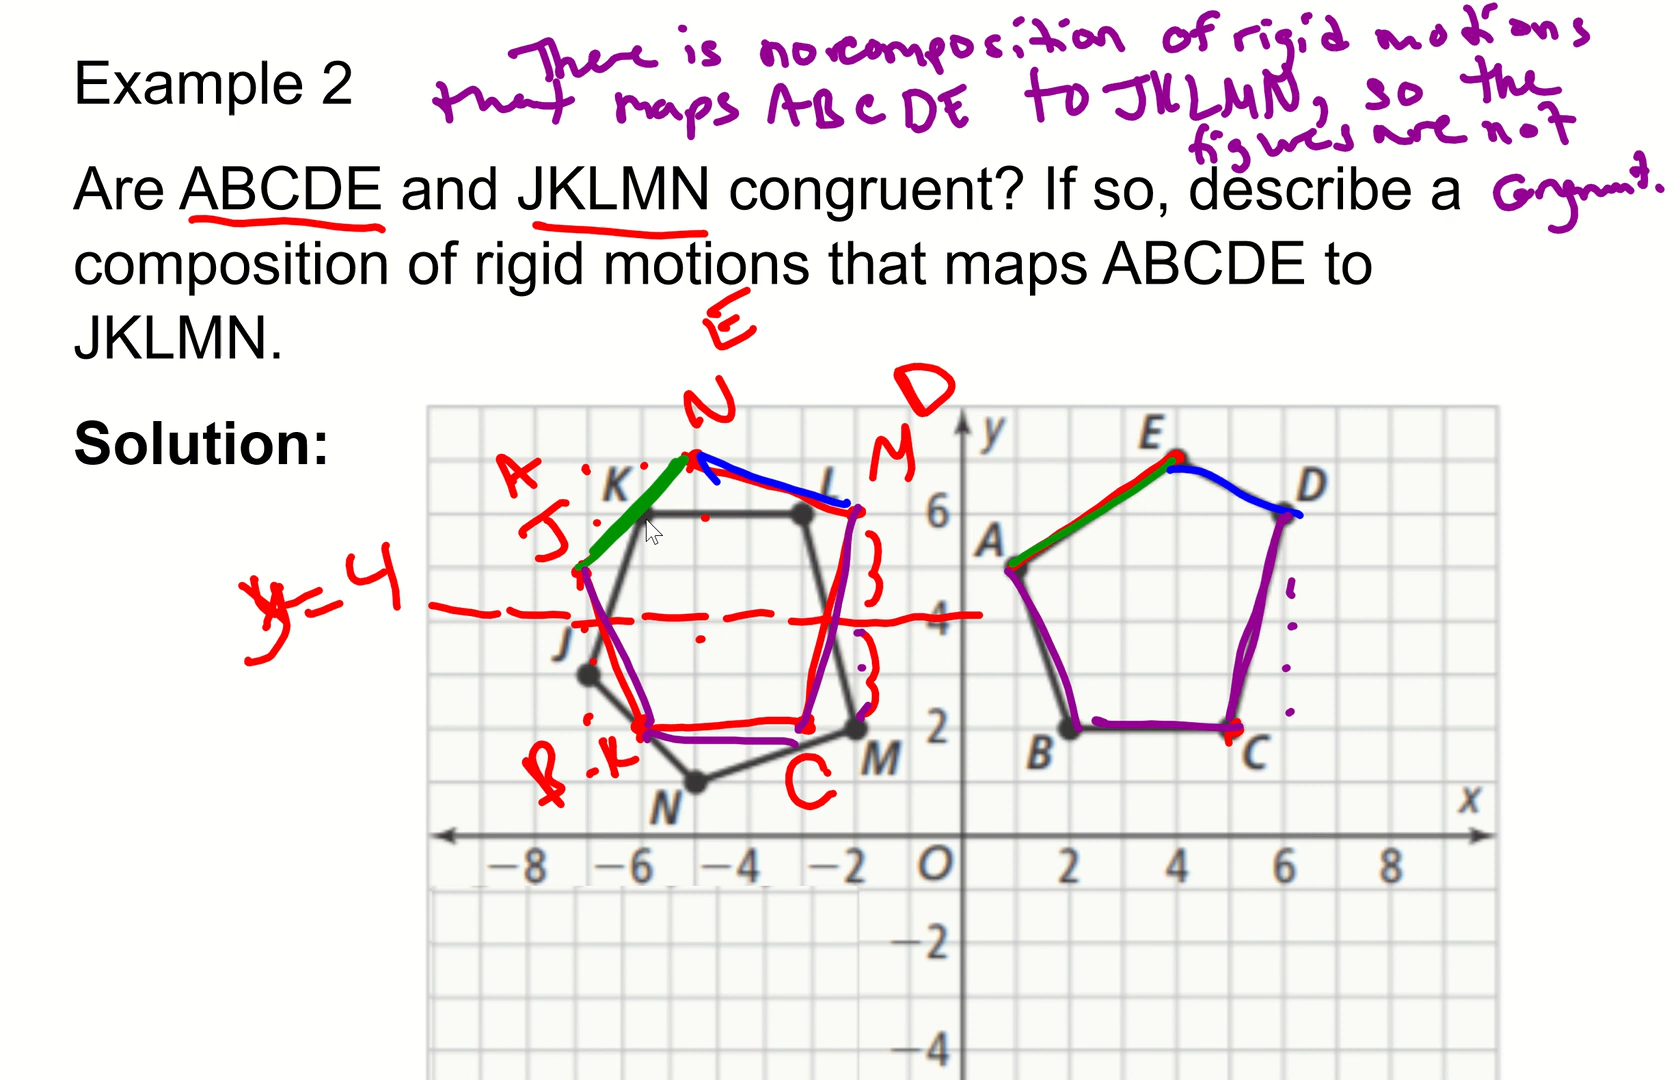 Example 2
There is no composition of rigid motions
that maps ABCDE to JKLMN, so the
figures are not
congruent.
Are ABCDE and JKLMN congruent? If so, describe a
composition of rigid motions that maps ABCDE to
JKLMN.
Solution:
E
N
D
M
A
J
y = 4
K
L
y
E
D
6
A
4
J
B
K
2
C
M
N
B
C
x
−8 −6 −4 −2 O 2 4 6 8
−2
−4